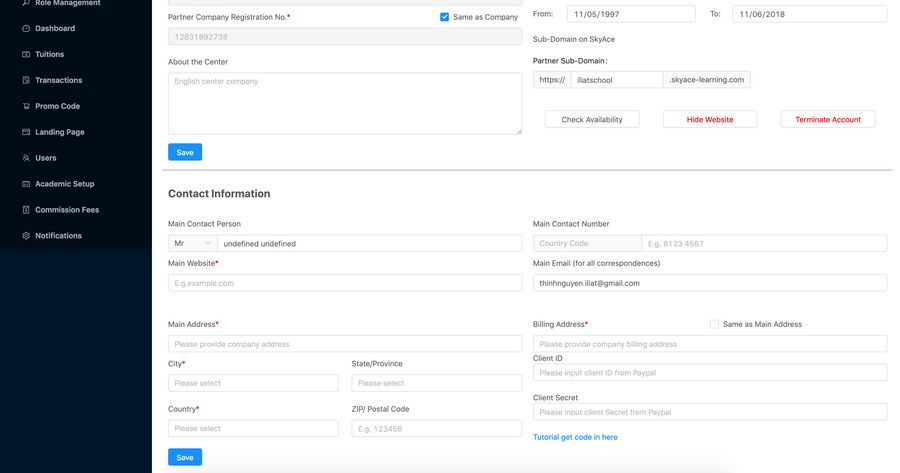 Role Management
Dashboard
Tuitions
Transactions
Promo Code
Landing Page
Users
Academic Setup
Commission Fees
Notifications
Partner Company Registration No.*
Same as Company
12831892738
About the Center
English center company
Save
From: 11/05/1997 To: 11/06/2018
Sub-Domain on SkyAce
Partner Sub-Domain:
https:// iliatschool .skyace-learning.com
Check Availability Hide Website Terminate Account
Contact Information
Main Contact Person
Mr undefined undefined
Main Contact Number
Country Code E.g. 8123 4567
Main Website*
E.g.example.com
Main Email (for all correspondences)
thinhnguyen.iliat@gmail.com
Main Address*
Please provide company address
City* State/Province
Please select Please select
Country* ZIP/ Postal Code
Please select E.g. 123456
Save
Billing Address* Same as Main Address
Please provide company billing address
Client ID
Please input client ID from Paypal
Client Secret
Please input client Secret from Paypal
Tutorial get code in here